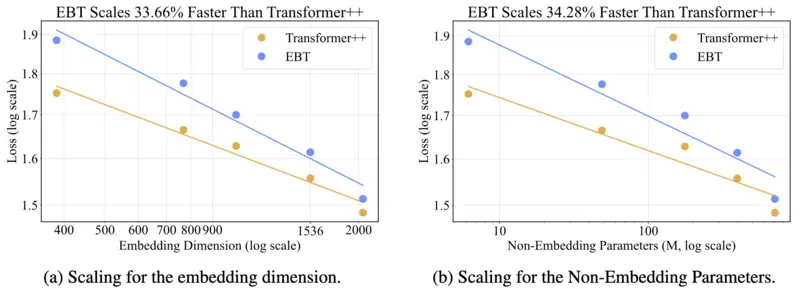 EBT Scales 33.66% Faster Than Transformer++
1.9
1.8
1.7
1.6
1.5
Loss (log scale)
Transformer++
EBT
400 500 600 700 800 900 1536 2000
Embedding Dimension (log scale)
(a) Scaling for the embedding dimension.
EBT Scales 34.28% Faster Than Transformer++
1.9
1.8
1.7
1.6
1.5
Loss (log scale)
Transformer++
EBT
10 100
Non-Embedding Parameters (M, log scale)
(b) Scaling for the Non-Embedding Parameters.